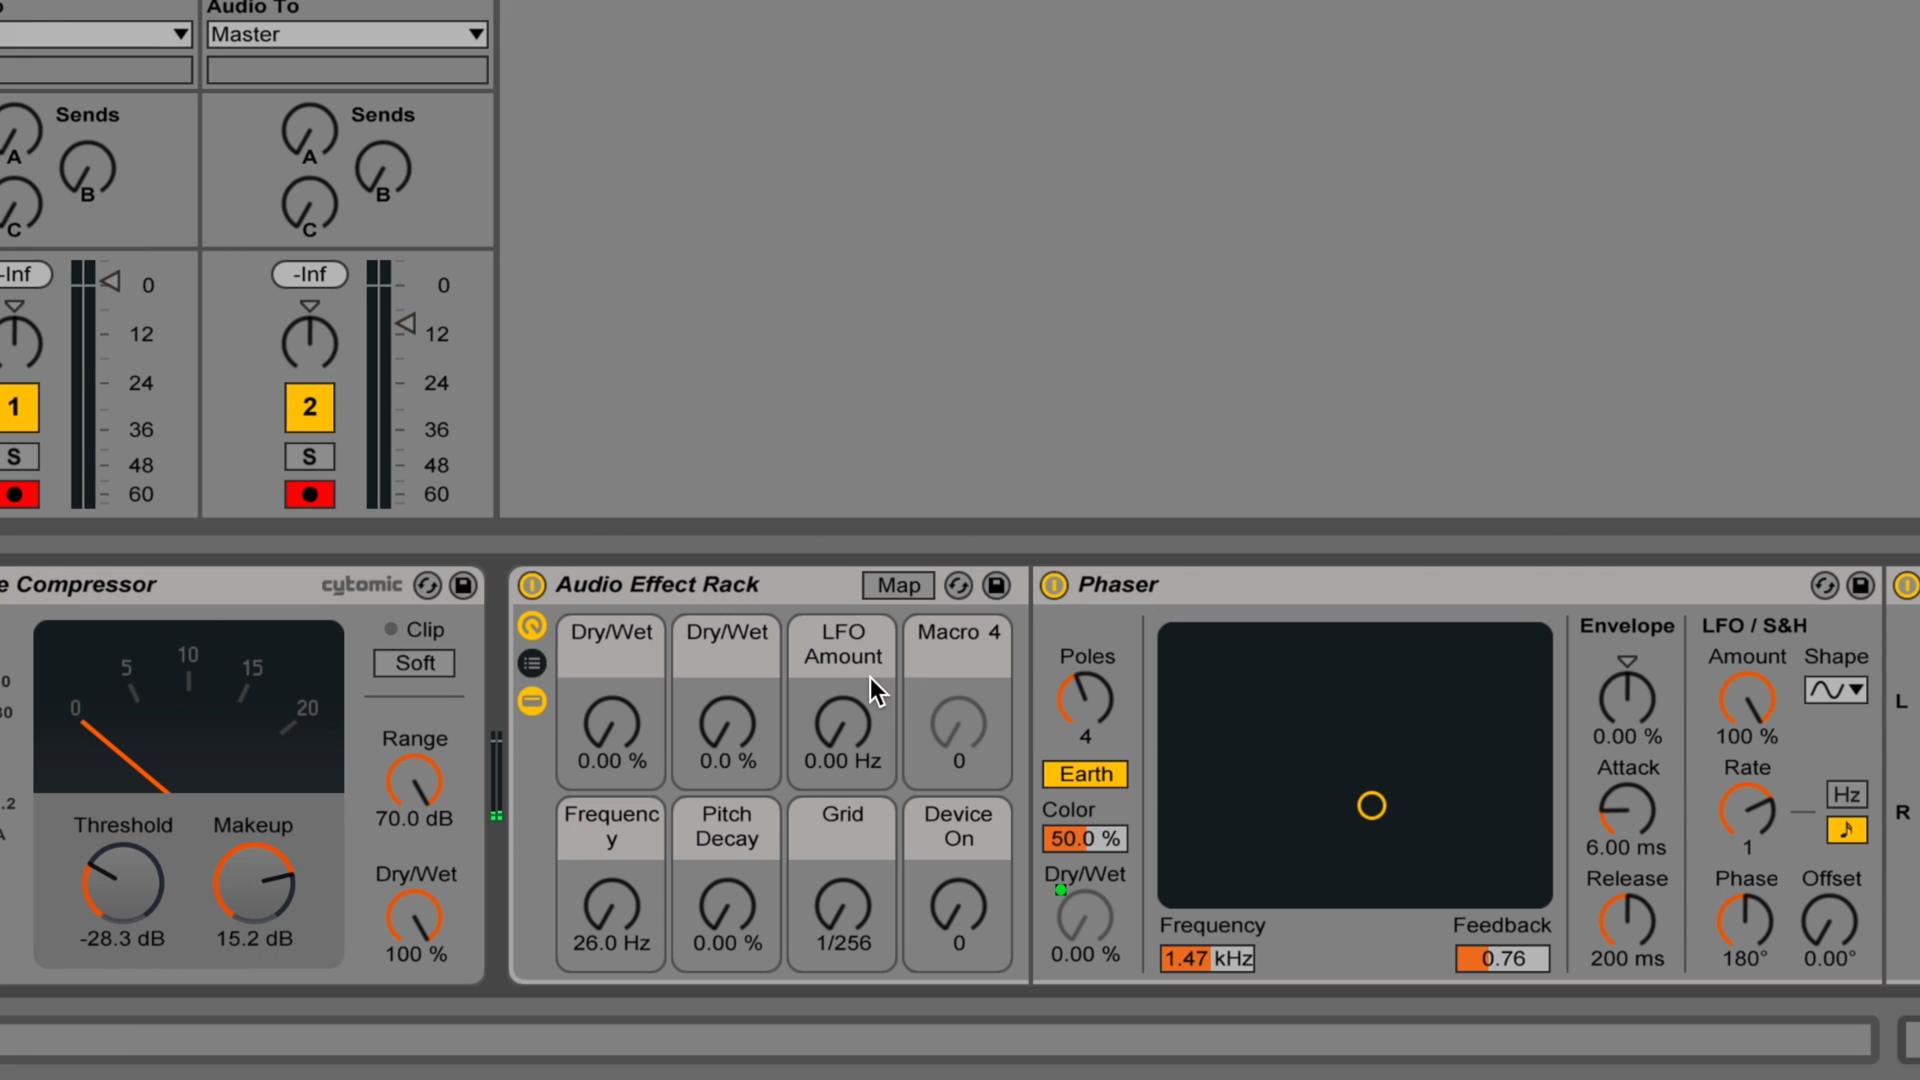 Audio To
Master
Sends
A
B
C
Sends
A
B
C
-Inf
0
12
24
36
48
60
1
S
-Inf
0
12
24
36
48
60
2
S
e Compressor
cytomic
0
5
10
15
20
Clip
Soft
Range
70.0 dB
Threshold
-28.3 dB
Makeup
15.2 dB
Dry/Wet
100 %
Audio Effect Rack
Map
Dry/Wet
0.00 %
Dry/Wet
0.0 %
LFO
Amount
0.00 Hz
Macro 4
0
Frequenc
y
26.0 Hz
Pitch
Decay
0.00 %
Grid
1/256
Device
On
0
Phaser
Poles
4
Earth
Color
50.0 %
Dry/Wet
0.00 %
Frequency
1.47 kHz
Feedback
0.76
Envelope
0.00 %
Attack
6.00 ms
Release
200 ms
LFO / S&H
Amount
100 %
Shape
Rate
1
Hz
Phase
180°
Offset
0.00°
L
R